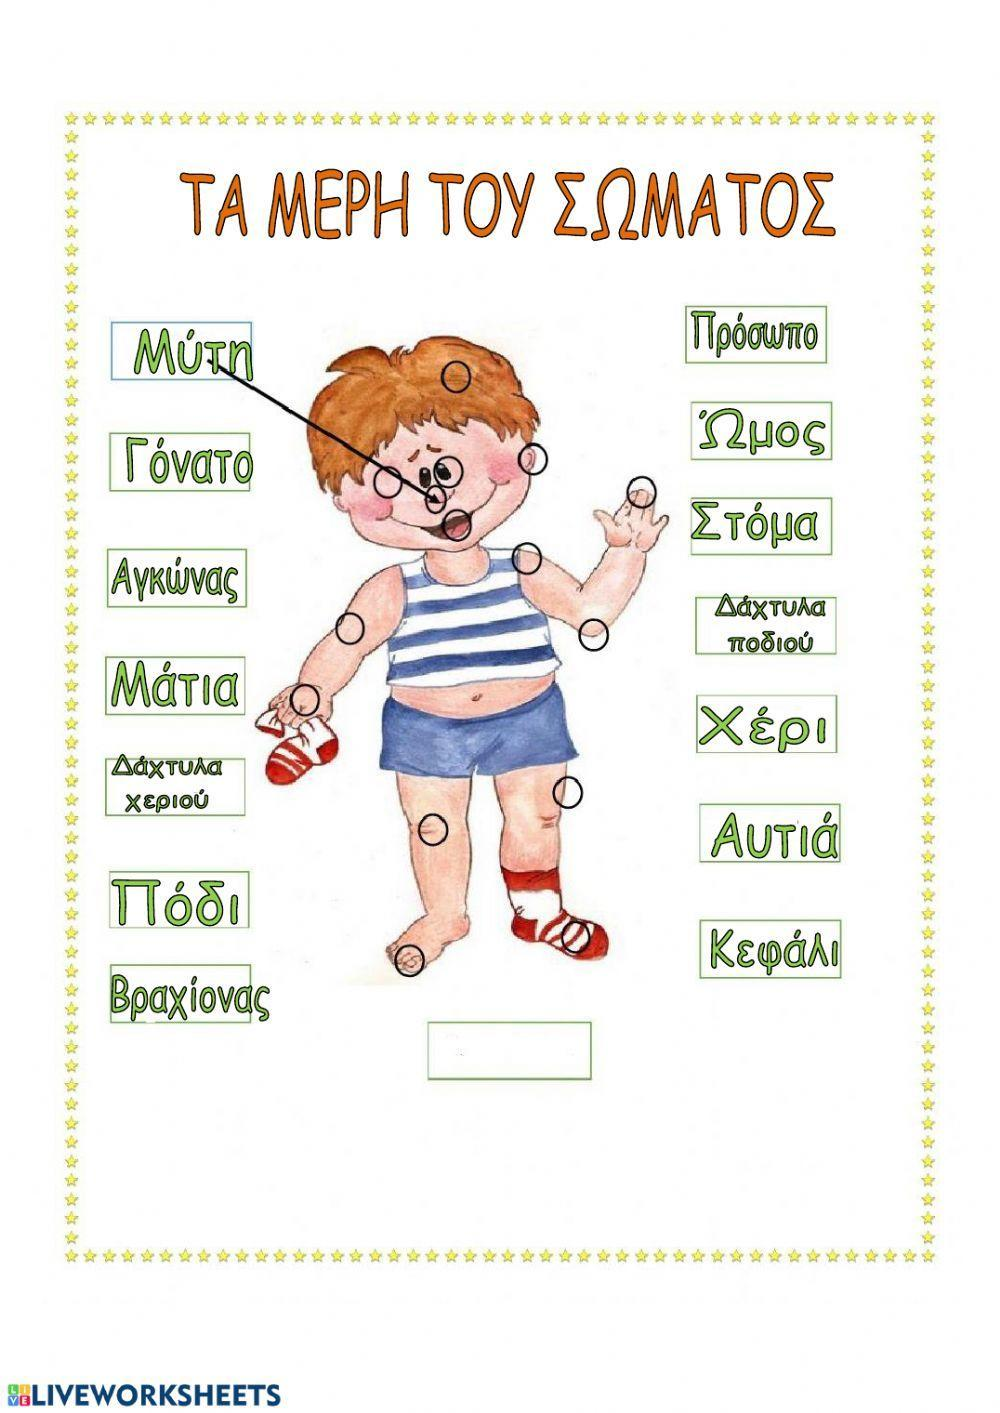 ΤΑ ΜΕΡΗ ΤΟΥ ΣΩΜΑΤΟΣ
Μύτη
Γόνατο
Αγκώνας
Μάτια
Δάχτυλα
χεριού
Πόδι
Βραχίονας
Πρόσωπο
Ώμος
Στόμα
Δάχτυλα
ποδιού
Χέρι
Αυτιά
Κεφάλι
LIVE LIVEWORKSHEETS